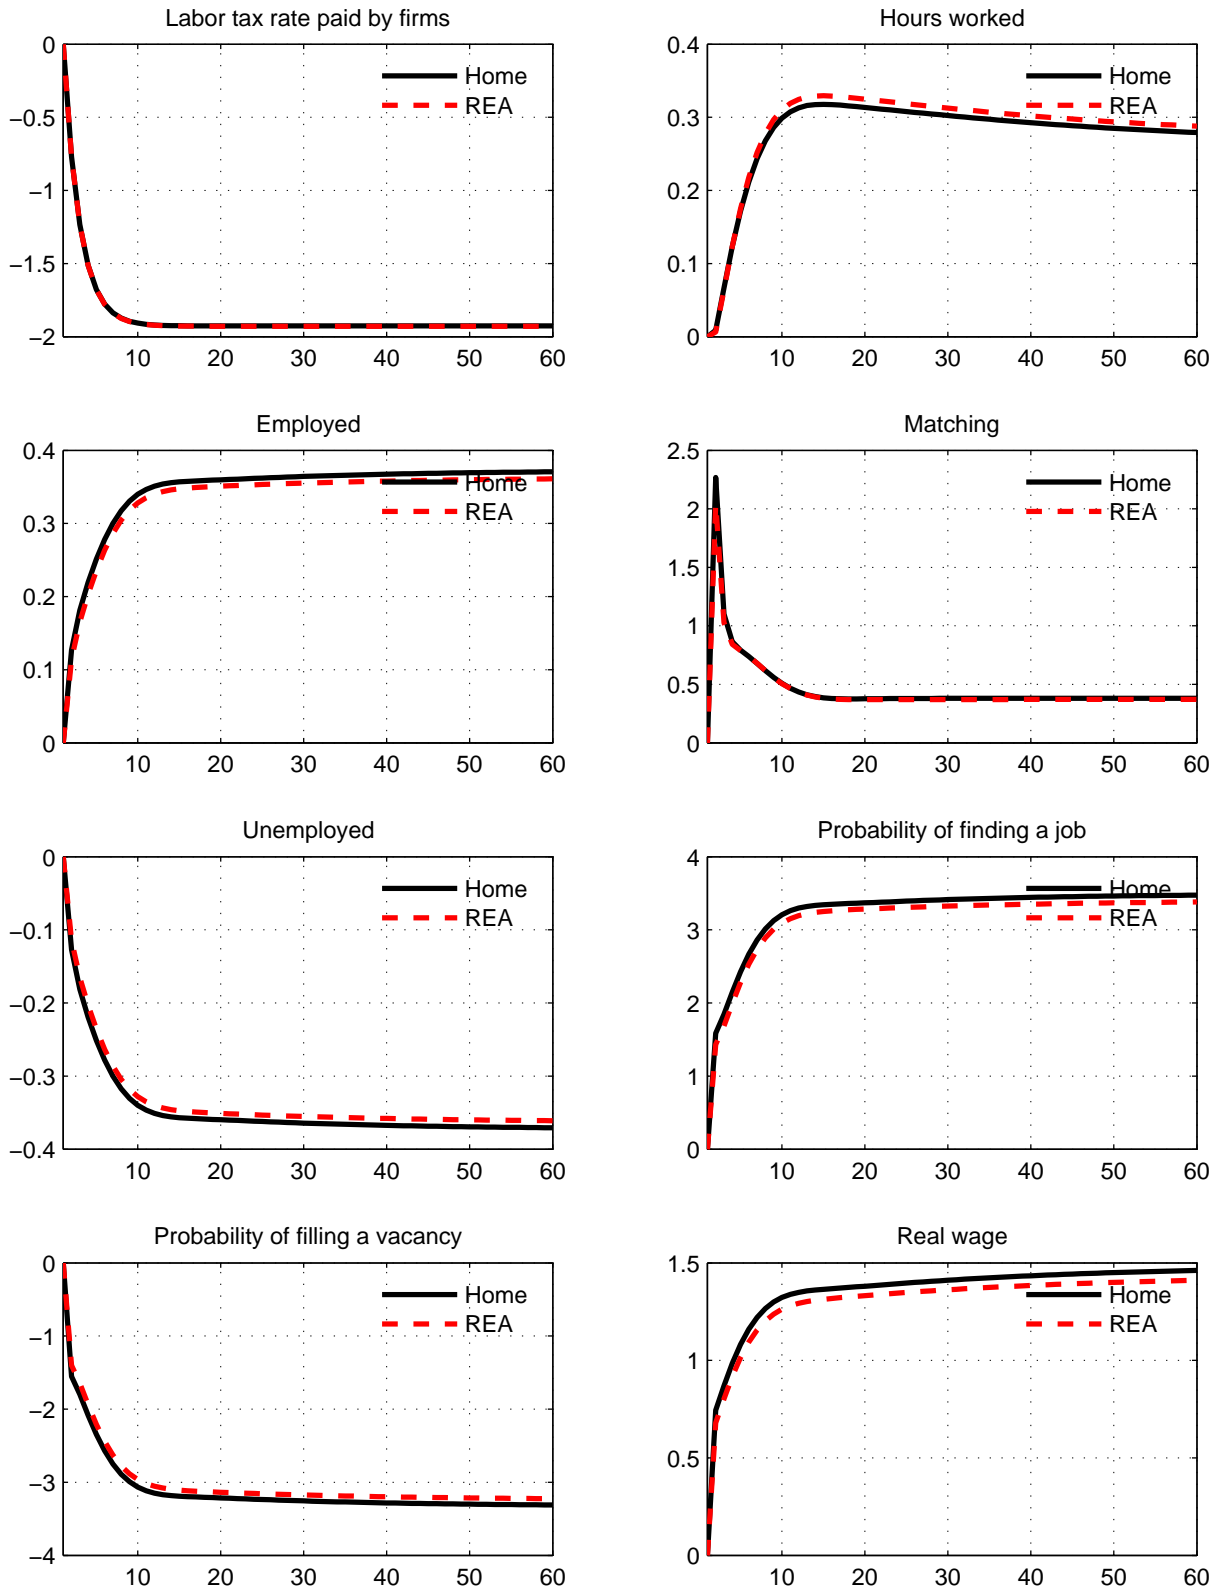 Labor tax rate paid by firms
0
−0.5
−1
−1.5
−2
10 20 30 40 50 60
Home
REA
Hours worked
0.4
0.3
0.2
0.1
0
10 20 30 40 50 60
Home
REA
Employed
0.4
0.3
0.2
0.1
0
10 20 30 40 50 60
Home
REA
Matching
2.5
2
1.5
1
0.5
0
10 20 30 40 50 60
Home
REA
Unemployed
0
−0.1
−0.2
−0.3
−0.4
10 20 30 40 50 60
Home
REA
Probability of finding a job
4
3
2
1
0
10 20 30 40 50 60
Home
REA
Probability of filling a vacancy
0
−1
−2
−3
−4
10 20 30 40 50 60
Home
REA
Real wage
1.5
1
0.5
0
10 20 30 40 50 60
Home
REA